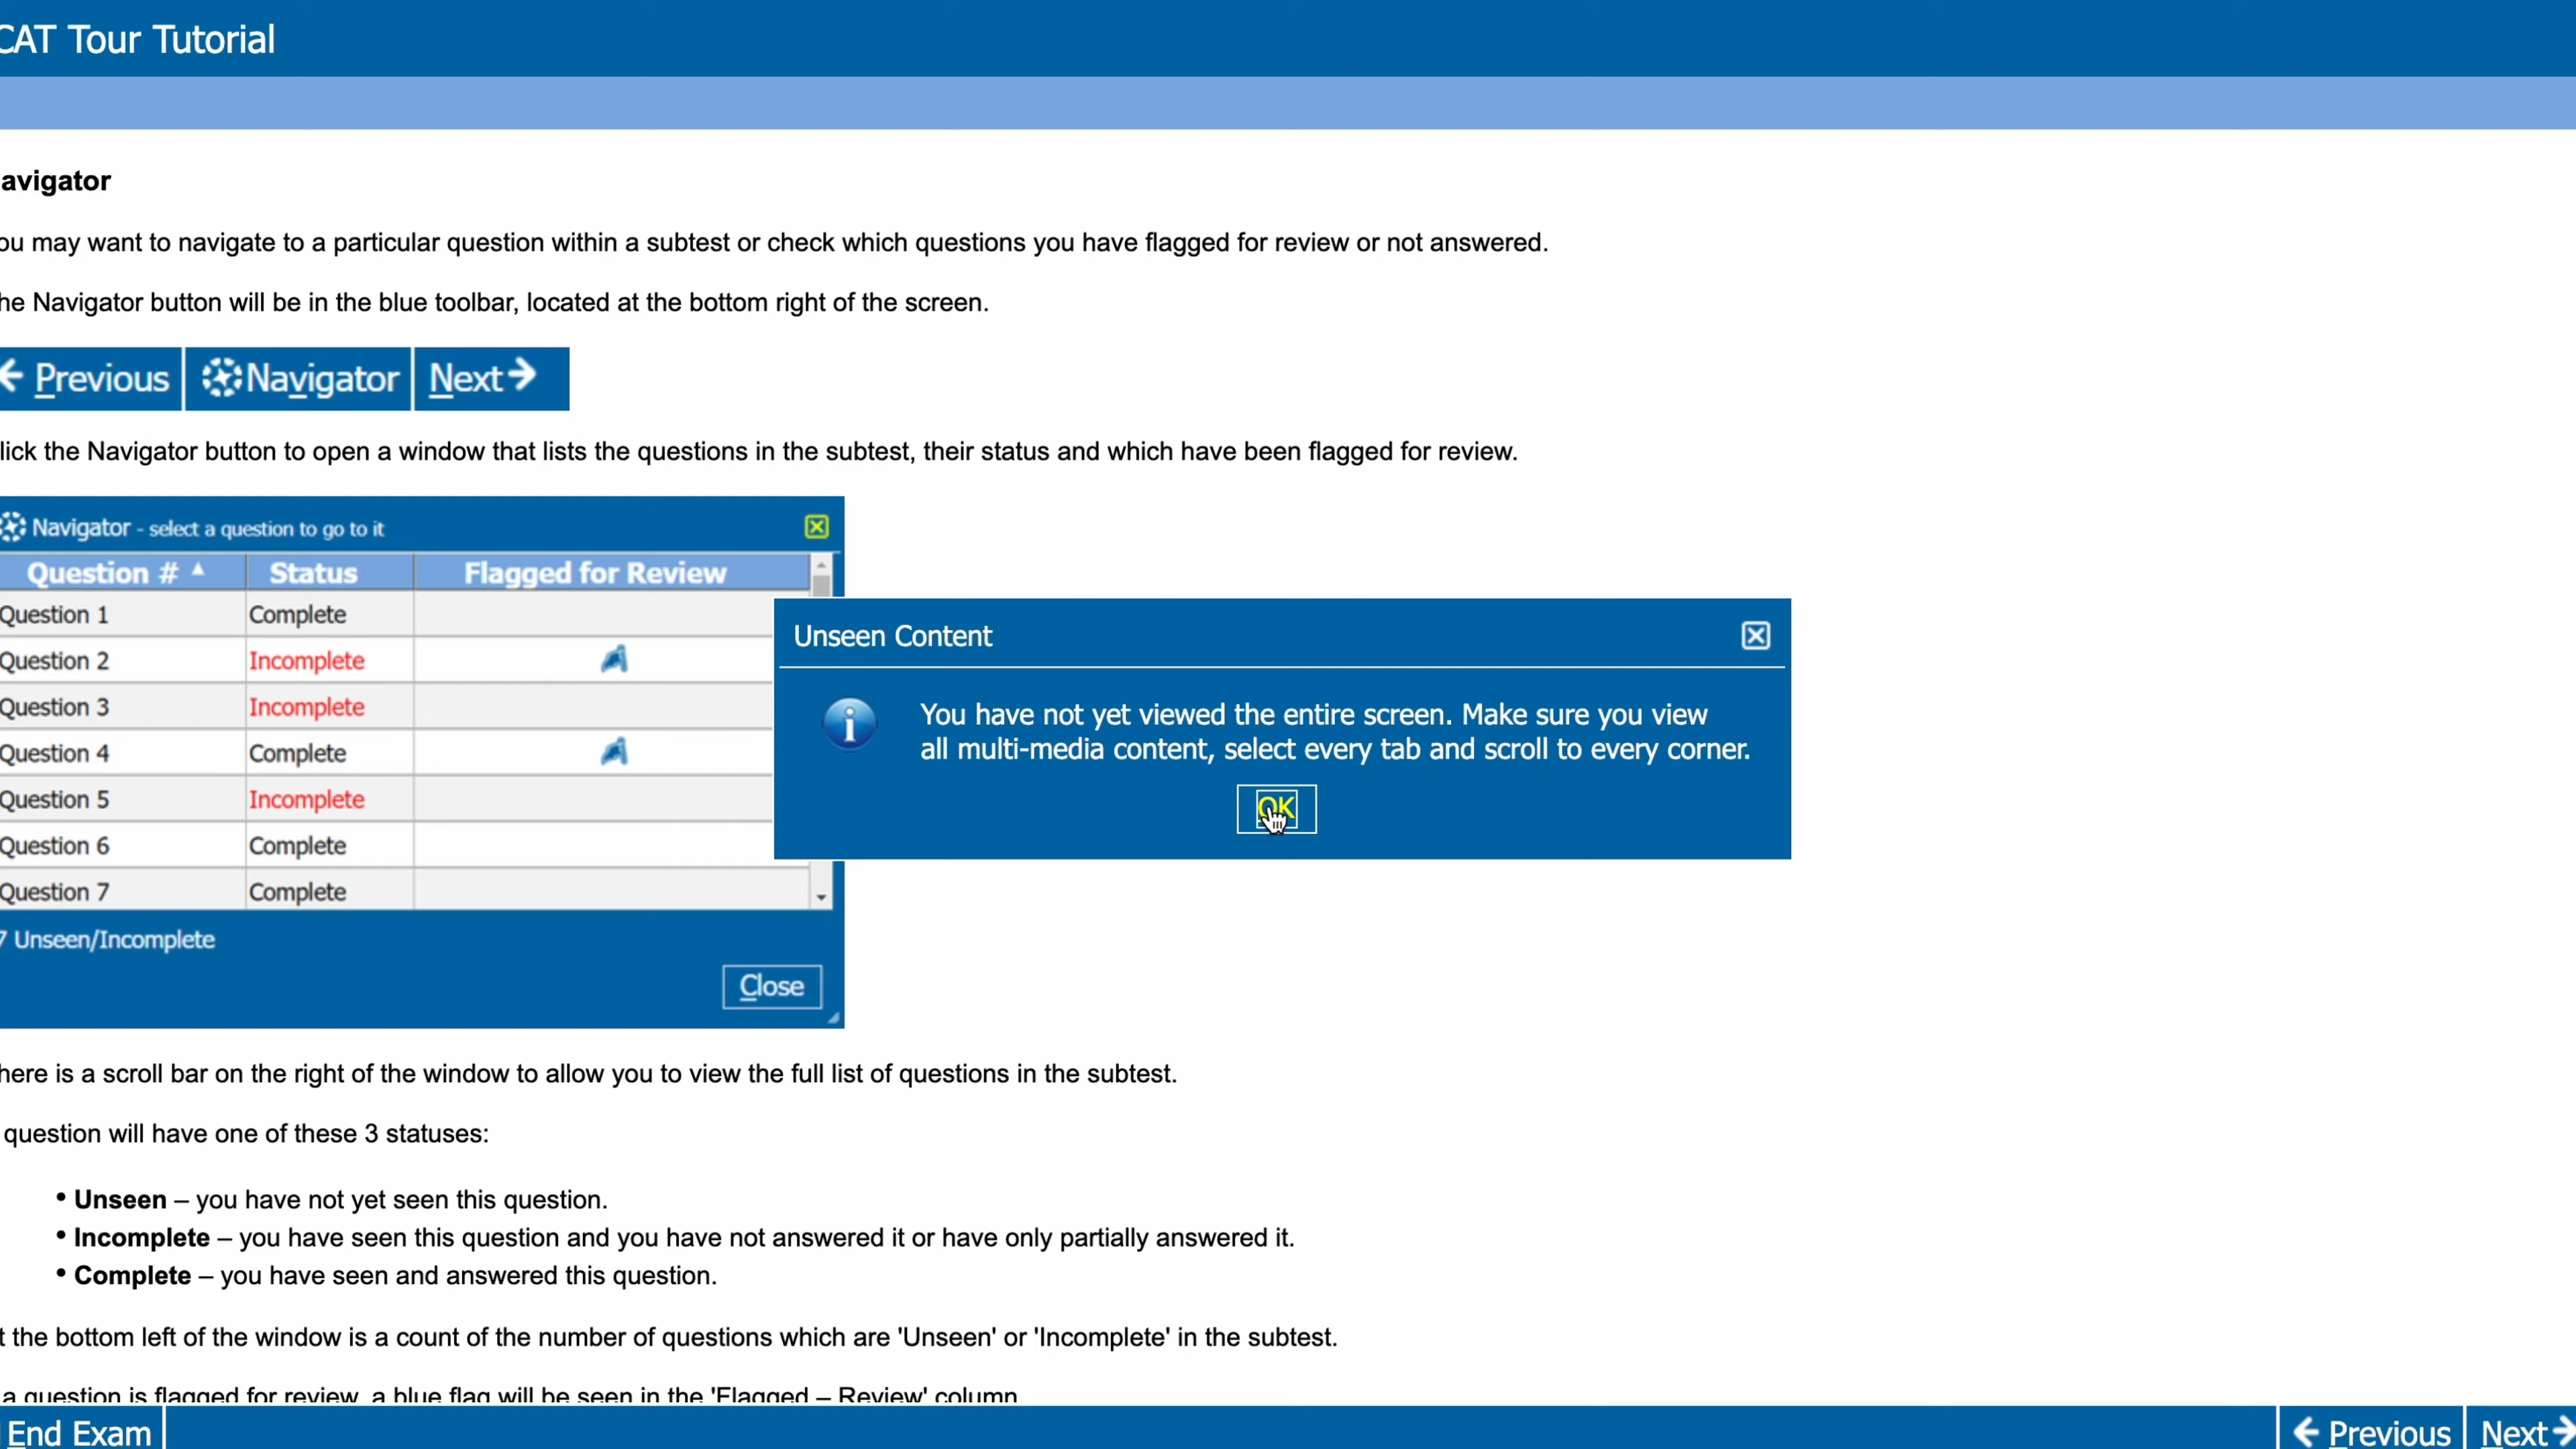 CAT Tour Tutorial
avigator
ou may want to navigate to a particular question within a subtest or check which questions you have flagged for review or not answered.
he Navigator button will be in the blue toolbar, located at the bottom right of the screen.
Previous Navigator Next
lick the Navigator button to open a window that lists the questions in the subtest, their status and which have been flagged for review.
Navigator - select a question to go to it
Question # Status Flagged for Review
Question 1 Complete
Question 2 Incomplete
Question 3 Incomplete
Question 4 Complete
Question 5 Incomplete
Question 6 Complete
Question 7 Complete
7 Unseen/Incomplete
Close
Unseen Content
You have not yet viewed the entire screen. Make sure you view
all multi-media content, select every tab and scroll to every corner.
OK
here is a scroll bar on the right of the window to allow you to view the full list of questions in the subtest.
question will have one of these 3 statuses:
• Unseen – you have not yet seen this question.
• Incomplete – you have seen this question and you have not answered it or have only partially answered it.
• Complete – you have seen and answered this question.
t the bottom left of the window is a count of the number of questions which are 'Unseen' or 'Incomplete' in the subtest.
a question is flagged for review, a blue flag will be seen in the 'Flagged – Review' column
End Exam Previous Next